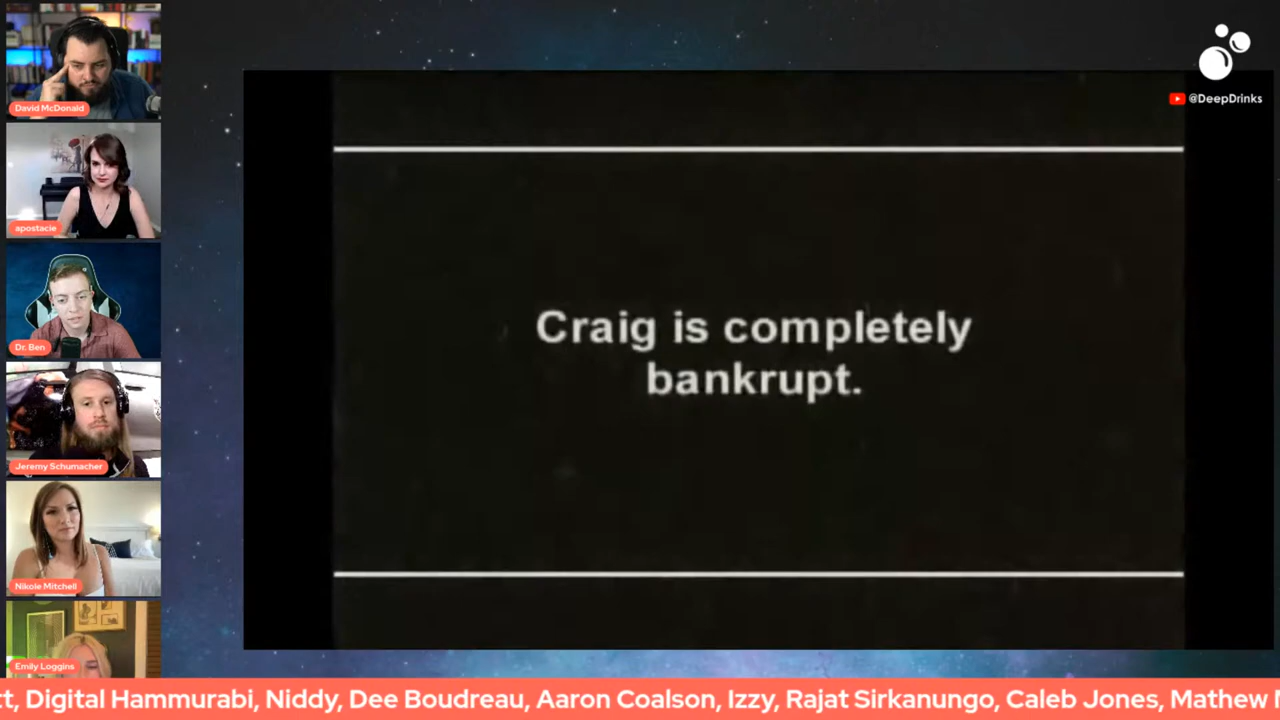 David McDonald
apostacie
Dr. Ben
Jeremy Schumacher
Nikole Mitchell
Emily Loggins
@DeepDrinks
Craig is completely
bankrupt.
Digital Hammurabi, Niddy, Dee Boudreau, Aaron Coalson, Izzy, Rajat Sirkanungo, Caleb Jones, Mathew